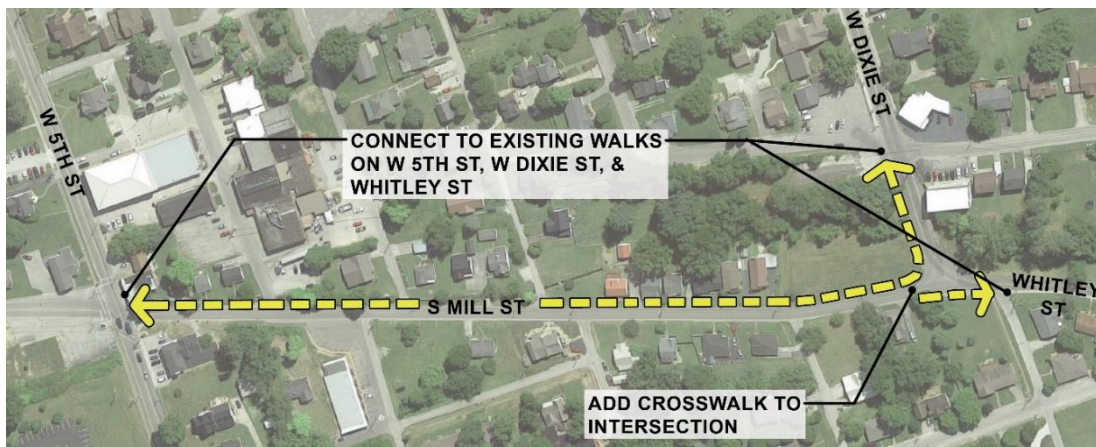 W 5TH ST
CONNECT TO EXISTING WALKS
ON W 5TH ST, W DIXIE ST, &
WHITLEY ST
W DIXIE ST
S MILL ST
WHITLEY
ST
ADD CROSSWALK TO
INTERSECTION